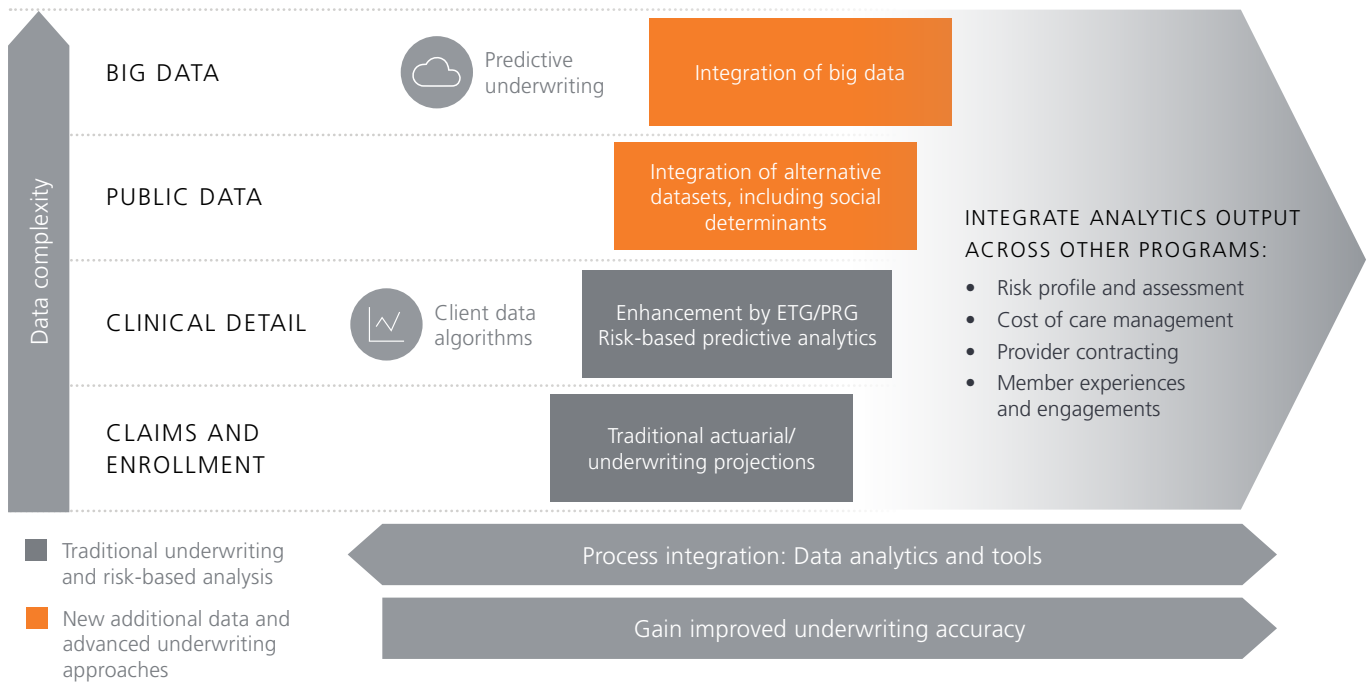 Data complexity
BIG DATA
Predictive
underwriting
Integration of big data
PUBLIC DATA
Integration of alternative
datasets, including social
determinants
CLINICAL DETAIL
Client data
algorithms
Enhancement by ETG/PRG
Risk-based predictive analytics
CLAIMS AND
ENROLLMENT
Traditional actuarial/
underwriting projections
INTEGRATE ANALYTICS OUTPUT
ACROSS OTHER PROGRAMS:
• Risk profile and assessment
• Cost of care management
• Provider contracting
• Member experiences
and engagements
Traditional underwriting
and risk-based analysis
New additional data and
advanced underwriting
approaches
Process integration: Data analytics and tools
Gain improved underwriting accuracy